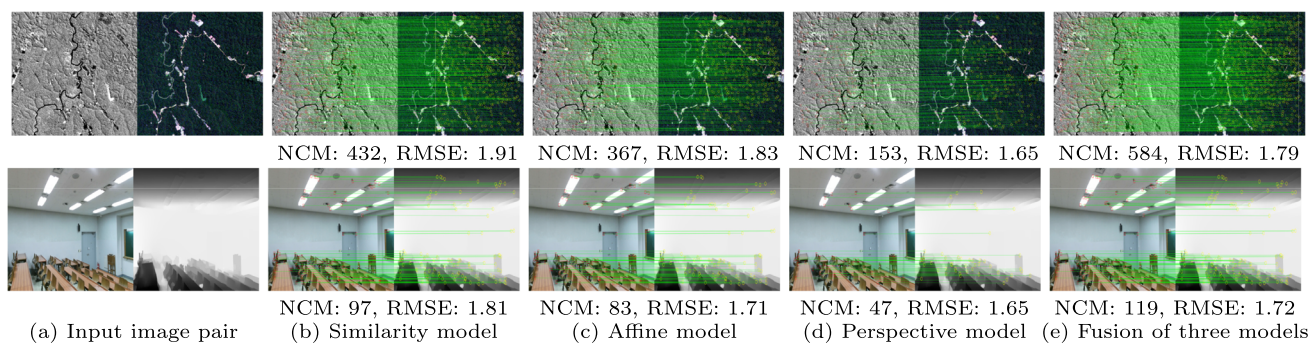 NCM: 432, RMSE: 1.91
NCM: 367, RMSE: 1.83
NCM: 153, RMSE: 1.65
NCM: 584, RMSE: 1.79
NCM: 97, RMSE: 1.81
NCM: 83, RMSE: 1.71
NCM: 47, RMSE: 1.65
NCM: 119, RMSE: 1.72
(a) Input image pair
(b) Similarity model
(c) Affine model
(d) Perspective model
(e) Fusion of three models